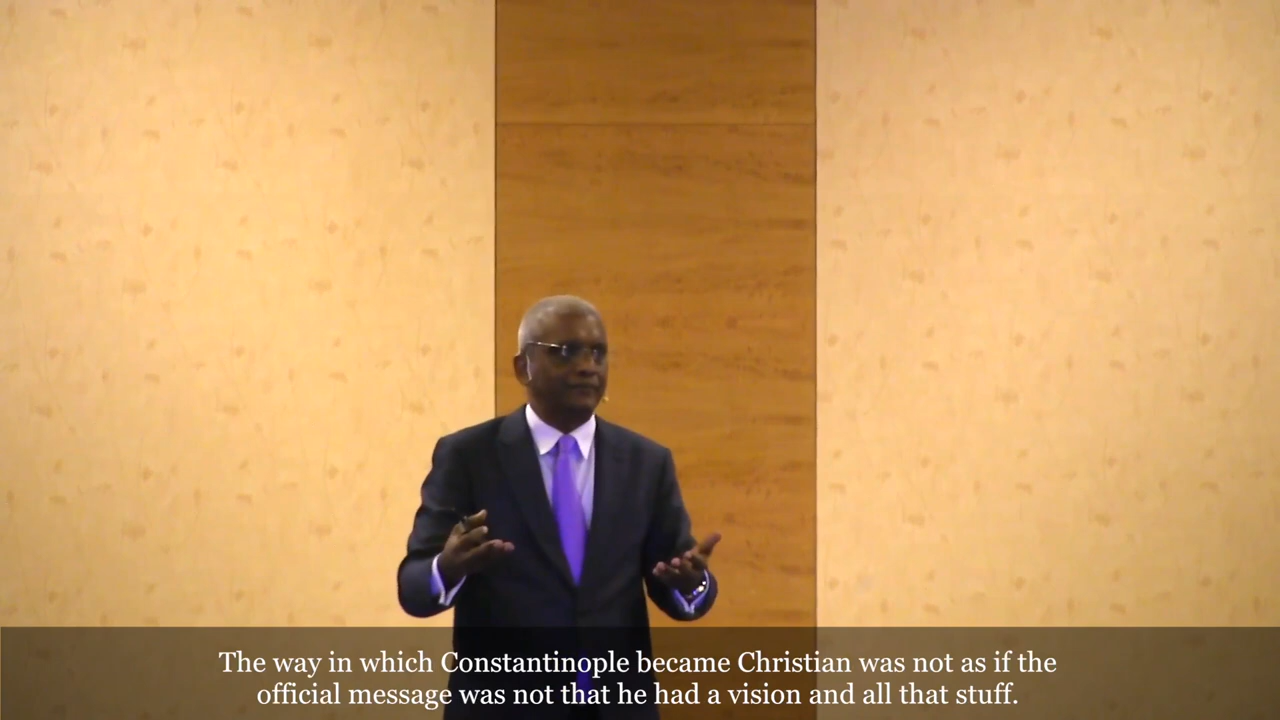 The way in which Constantinople became Christian was not as if the
official message was not that he had a vision and all that stuff.